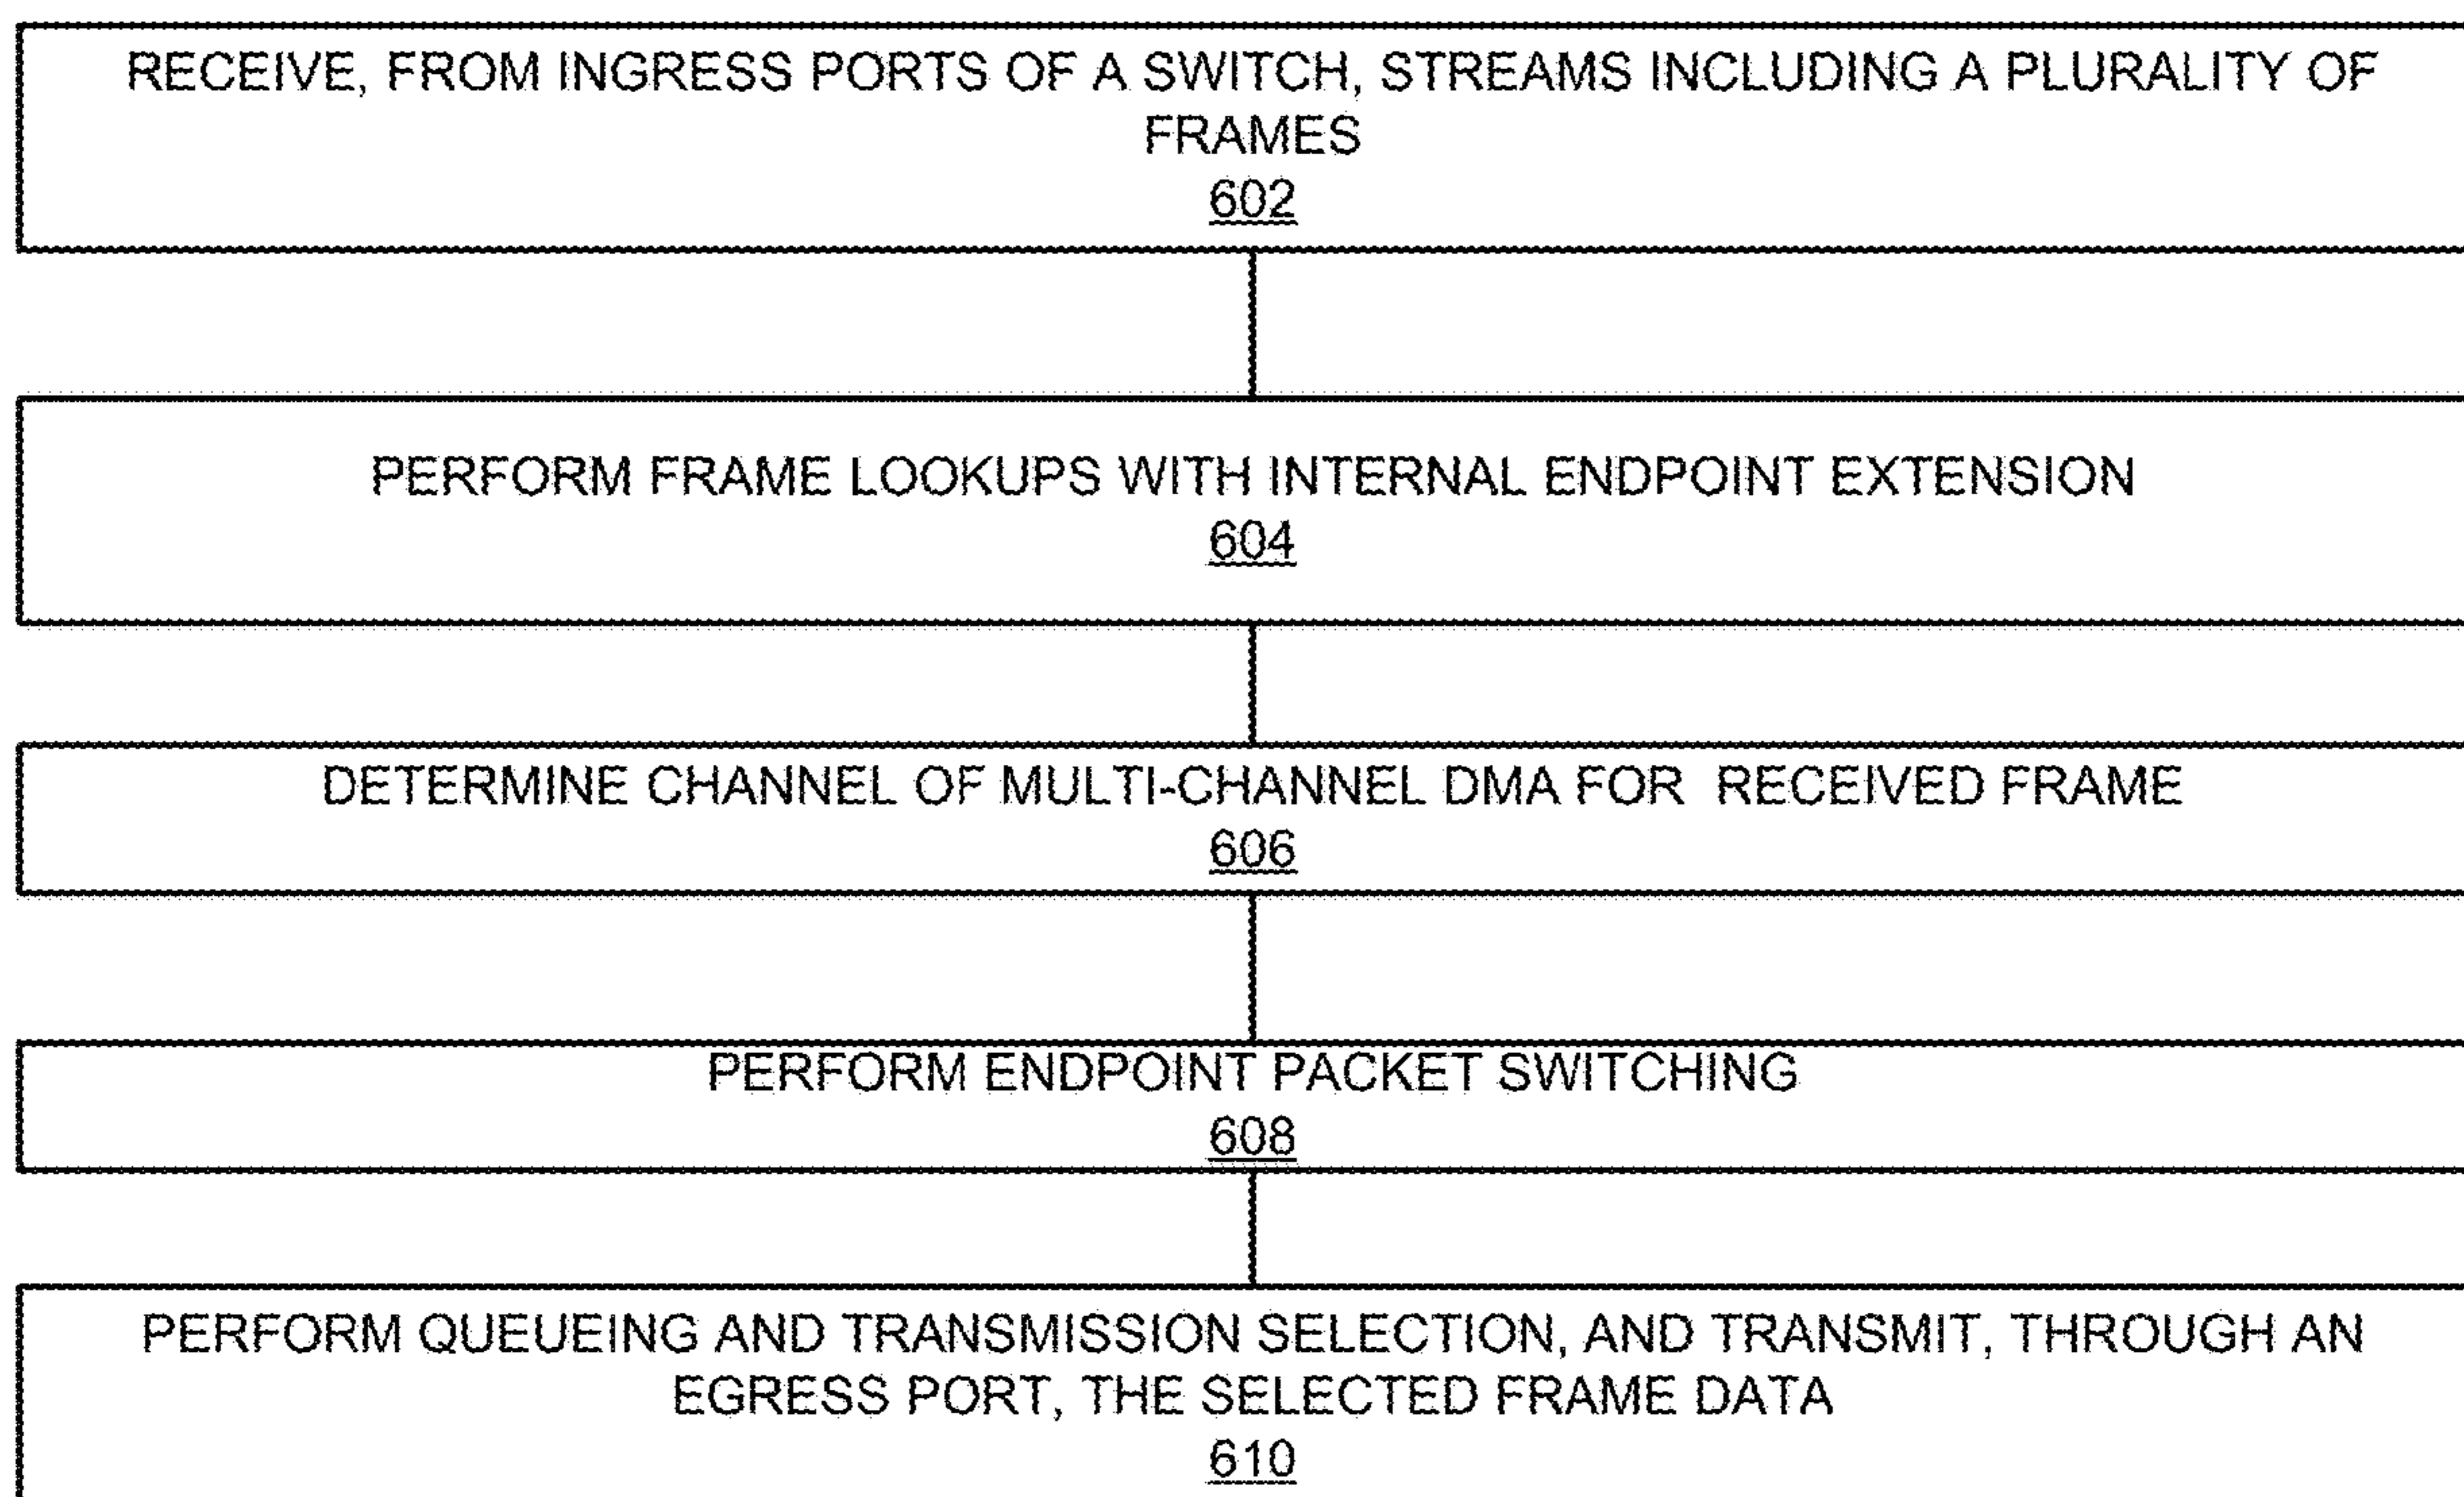 RECEIVE, FROM INGRESS PORTS OF A SWITCH, STREAMS INCLUDING A PLURALITY OF
FRAMES
602
PERFORM FRAME LOOKUPS WITH INTERNAL ENDPOINT EXTENSION
604
DETERMINE CHANNEL OF MULTI-CHANNEL DMA FOR RECEIVED FRAME
606
PERFORM ENDPOINT PACKET SWITCHING
608
PERFORM QUEUEING AND TRANSMISSION SELECTION, AND TRANSMIT, THROUGH AN
EGRESS PORT, THE SELECTED FRAME DATA
610